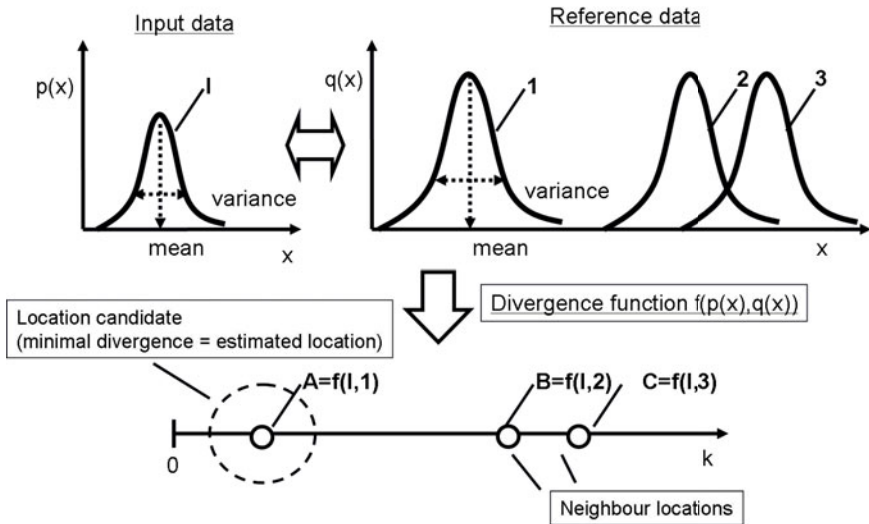 Input data
Reference data
p(x)
I
variance
mean
x
q(x)
1
variance
mean
2
3
x
Divergence function f(p(x),q(x))
Location candidate
(minimal divergence = estimated location)
A=f(I,1)
B=f(I,2)
C=f(I,3)
0
k
Neighbour locations